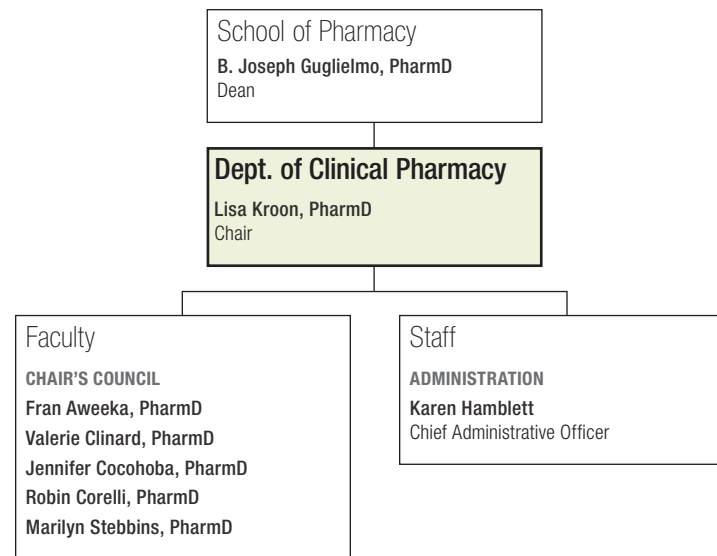 School of Pharmacy
B. Joseph Guglielmo, PharmD
Dean
Dept. of Clinical Pharmacy
Lisa Kroon, PharmD
Chair
Faculty
CHAIR’S COUNCIL
Fran Aweeka, PharmD
Valerie Clinard, PharmD
Jennifer Cocohoba, PharmD
Robin Corelli, PharmD
Marilyn Stebbins, PharmD
Staff
ADMINISTRATION
Karen Hamblett
Chief Administrative Officer